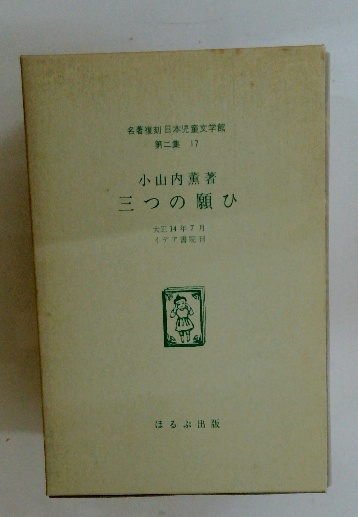 名著複刻 日本児童文学館
第二集 17
小山内薫著
三つの願ひ
大正14年7月
イデア書院刊
ほるぷ出版